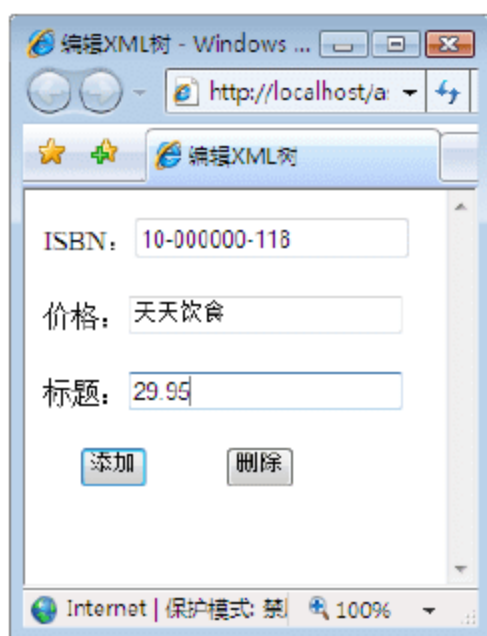 编辑XML树 - Windows ...
http://localhost/a
编辑XML树
ISBN：10-000000-118
价格：天天饮食
标题：29.95
添加 删除
Internet | 保护模式: 禁 100%